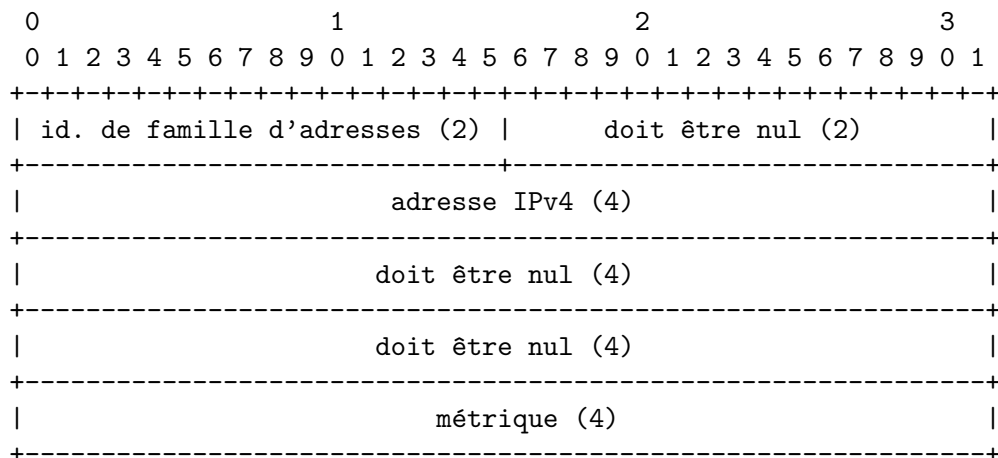 0                   1                   2                   3
0 1 2 3 4 5 6 7 8 9 0 1 2 3 4 5 6 7 8 9 0 1 2 3 4 5 6 7 8 9 0 1
+-+-+-+-+-+-+-+-+-+-+-+-+-+-+-+-+-+-+-+-+-+-+-+-+-+-+-+-+-+-+-+-+
| id. de famille d'adresses (2) |      doit être nul (2)        |
+-------------------------------+-------------------------------+
|                        adresse IPv4 (4)                       |
+---------------------------------------------------------------+
|                       doit être nul (4)                       |
+---------------------------------------------------------------+
|                       doit être nul (4)                       |
+---------------------------------------------------------------+
|                           métrique (4)                        |
+---------------------------------------------------------------+